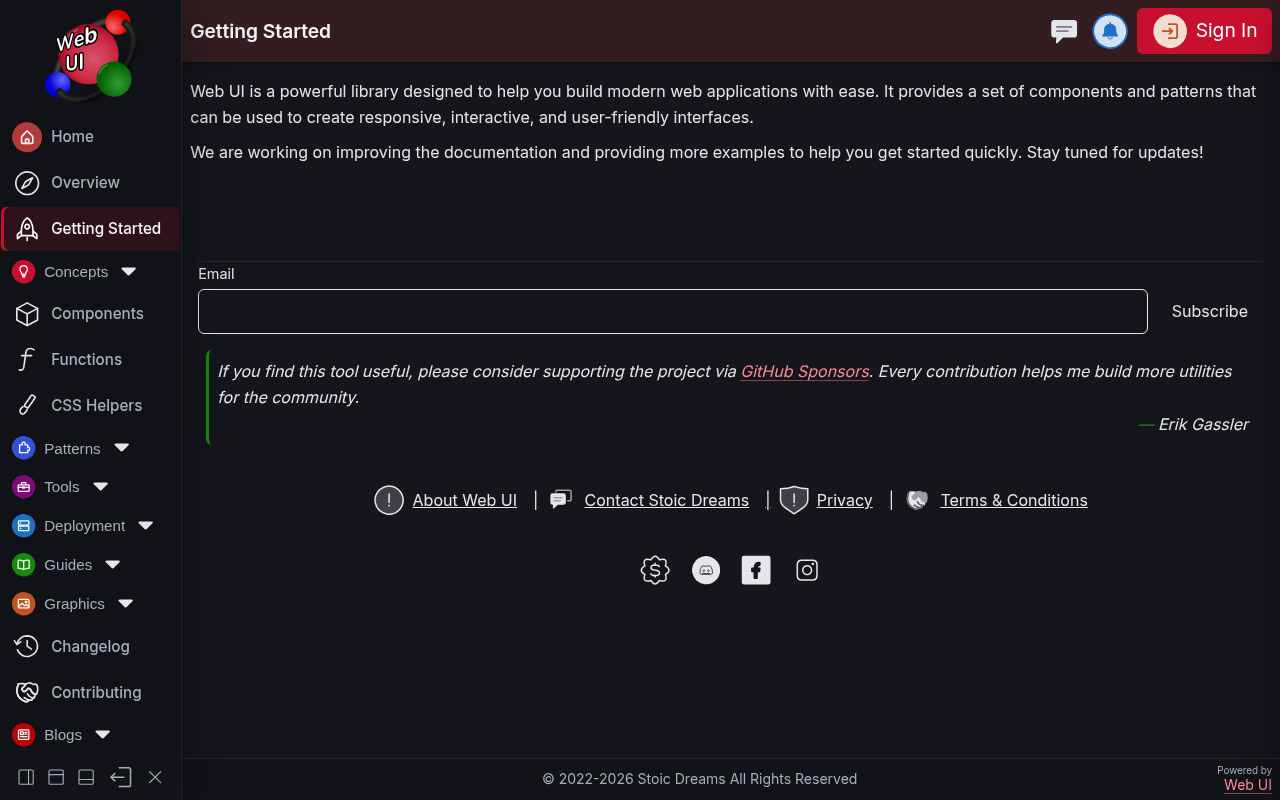 Web
UI
Home
Overview
Getting Started
Concepts
Components
Functions
CSS Helpers
Patterns
Tools
Deployment
Guides
Graphics
Changelog
Contributing
Blogs
Getting Started
Sign In
Web UI is a powerful library designed to help you build modern web applications with ease. It provides a set of components and patterns that
can be used to create responsive, interactive, and user-friendly interfaces.
We are working on improving the documentation and providing more examples to help you get started quickly. Stay tuned for updates!
Email
Subscribe
If you find this tool useful, please consider supporting the project via GitHub Sponsors. Every contribution helps me build more utilities
for the community.
— Erik Gassler
About Web UI | Contact Stoic Dreams | Privacy | Terms & Conditions
© 2022-2026 Stoic Dreams All Rights Reserved
Powered by
Web UI